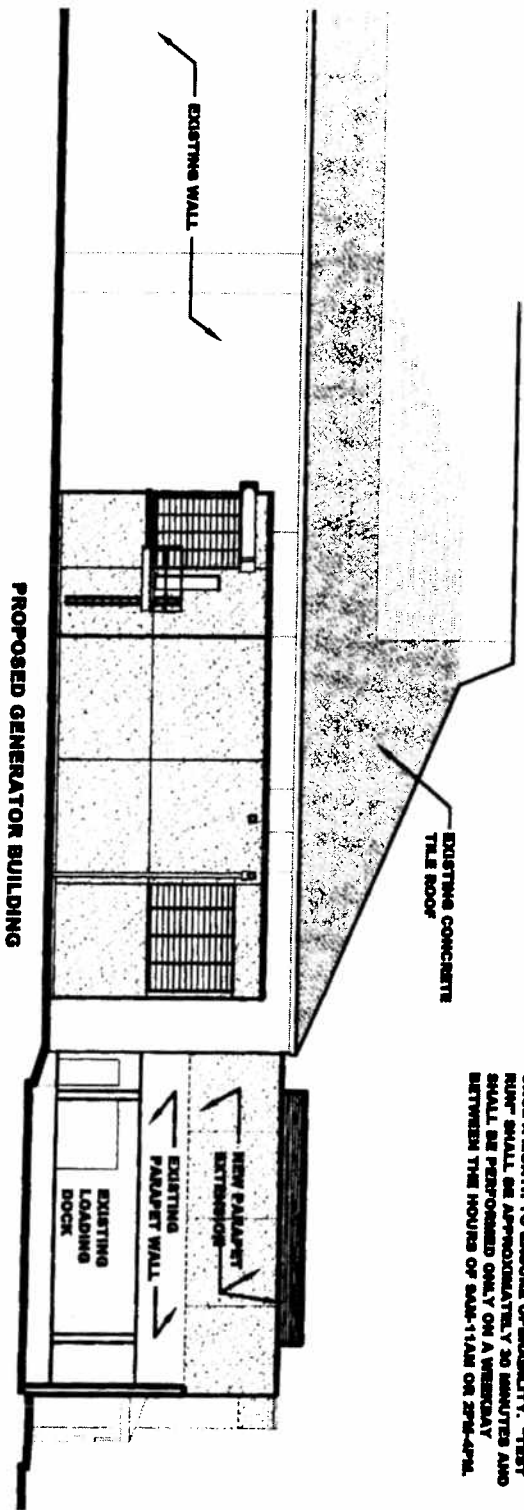 RUN" SHALL BE APPROXIMATELY 30 MINUTES AND
SHALL BE PERFORMED ONLY ON A WEEKDAY
BETWEEN THE HOURS OF 9AM-11AM OR 2PM-4PM.
EXISTING WALL
EXISTING CONCRETE
TILE ROOF
NEW PARAPET
EXTENSION
EXISTING
PARAPET WALL
EXISTING
LOADING
DOCK
PROPOSED GENERATOR BUILDING